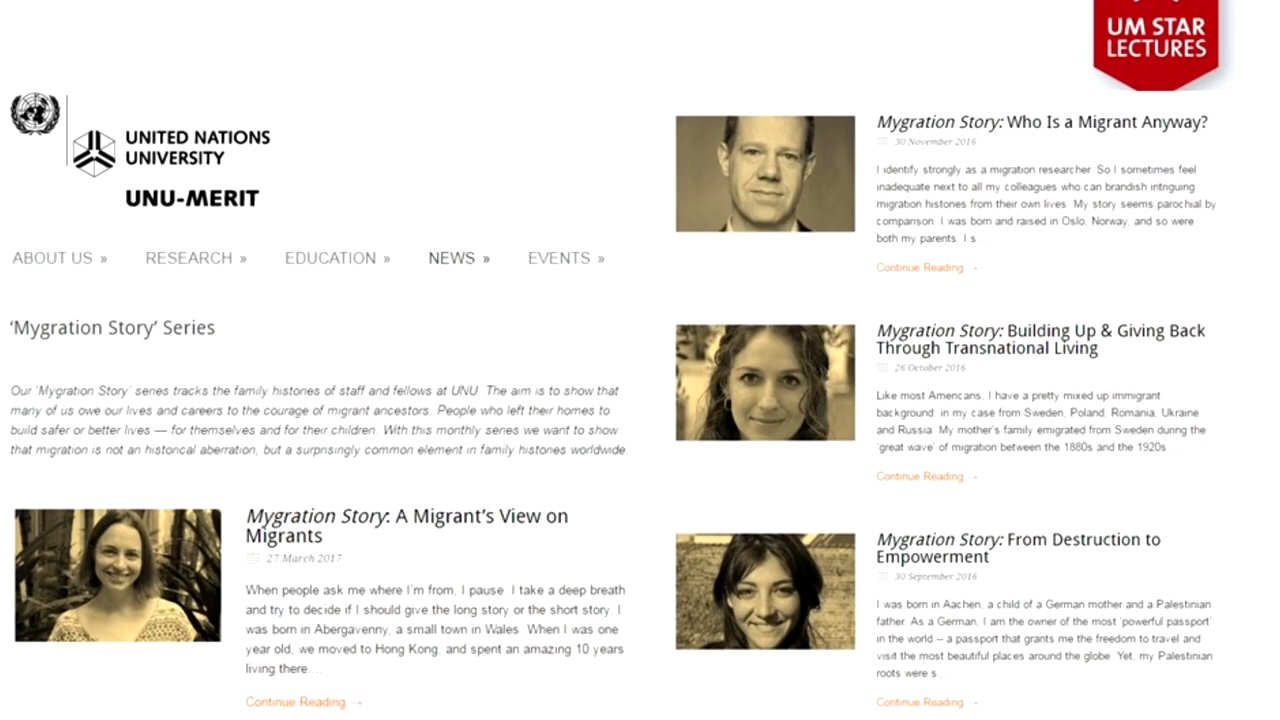 UM STAR
LECTURES
UNITED NATIONS
UNIVERSITY
UNU-MERIT
ABOUT US »
RESEARCH »
EDUCATION »
NEWS »
EVENTS »
‘Mygration Story’ Series
Our ‘Mygration Story’ series tracks the family histories of staff and fellows at UNU. The aim is to show that
many of us owe our lives and careers to the courage of migrant ancestors. People who left their homes to
build safer or better lives — for themselves and for their children. With this monthly series we want to show
that migration is not an historical aberration, but a surprisingly common element in family histories worldwide.
Mygration Story: A Migrant’s View on
Migrants
27 March 2017
When people ask me where I’m from, I pause. I take a deep breath
and try to decide if I should give the long story or the short story. I
was born in Abergavenny, a small town in Wales. When I was one
year old, we moved to Hong Kong, and spent an amazing 10 years
living there....
Continue Reading →
Mygration Story: Who Is a Migrant Anyway?
30 November 2016
I identify strongly as a migration researcher. So I sometimes feel
inadequate next to all my colleagues who can brandish intriguing
migration histories from their own lives. My story seems parochial by
comparison: I was born and raised in Oslo, Norway, and so were
both my parents. I s...
Continue Reading →
Mygration Story: Building Up & Giving Back
Through Transnational Living
26 October 2016
Like most Americans, I have a pretty mixed up immigrant
background: in my case from Sweden, Poland, Romania, Ukraine
and Russia. My mother’s family emigrated from Sweden during the
‘great wave’ of migration between the 1880s and the 1920s...
Continue Reading →
Mygration Story: From Destruction to
Empowerment
30 September 2016
I was born in Aachen, a child of a German mother and a Palestinian
father. As a German, I am the owner of the most ‘powerful passport’
in the world – a passport that grants me the freedom to travel and
visit the most beautiful places around the globe. Yet, my Palestinian
roots were s...
Continue Reading →